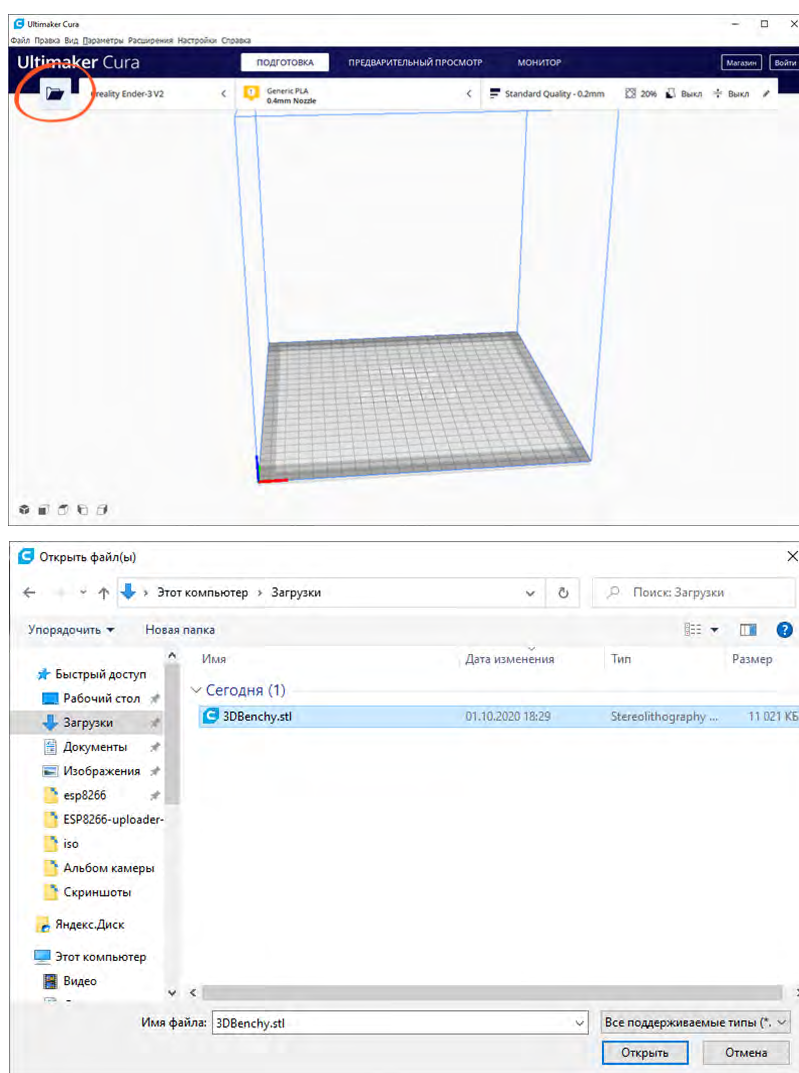 Ultimaker Cura
Файл Правка Вид Параметры Расширения Настройки Справка
Ultimaker Cura ПОДГОТОВКА ПРЕДВАРИТЕЛЬНЫЙ ПРОСМОТР МОНИТОР Магазин Войти
reality Ender-3 V2 Generic PLA Standard Quality - 0.2mm 20% Выкл Выкл
0.4mm Nozzle
Открыть файл(ы)
Этот компьютер › Загрузки Поиск: Загрузки
Упорядочить Новая папка
Имя Дата изменения Тип Размер
Быстрый доступ
Сегодня (1)
Рабочий стол
3DBenchy.stl 01.10.2020 18:29 Stereolithography ... 11 021 КБ
Загрузки
Документы
Изображения
esp8266
ESP8266-uploader-
iso
Альбом камеры
Скриншоты
Яндекс.Диск
Этот компьютер
Видео
Имя файла: 3DBenchy.stl Все поддерживаемые типы (*.
Открыть Отмена